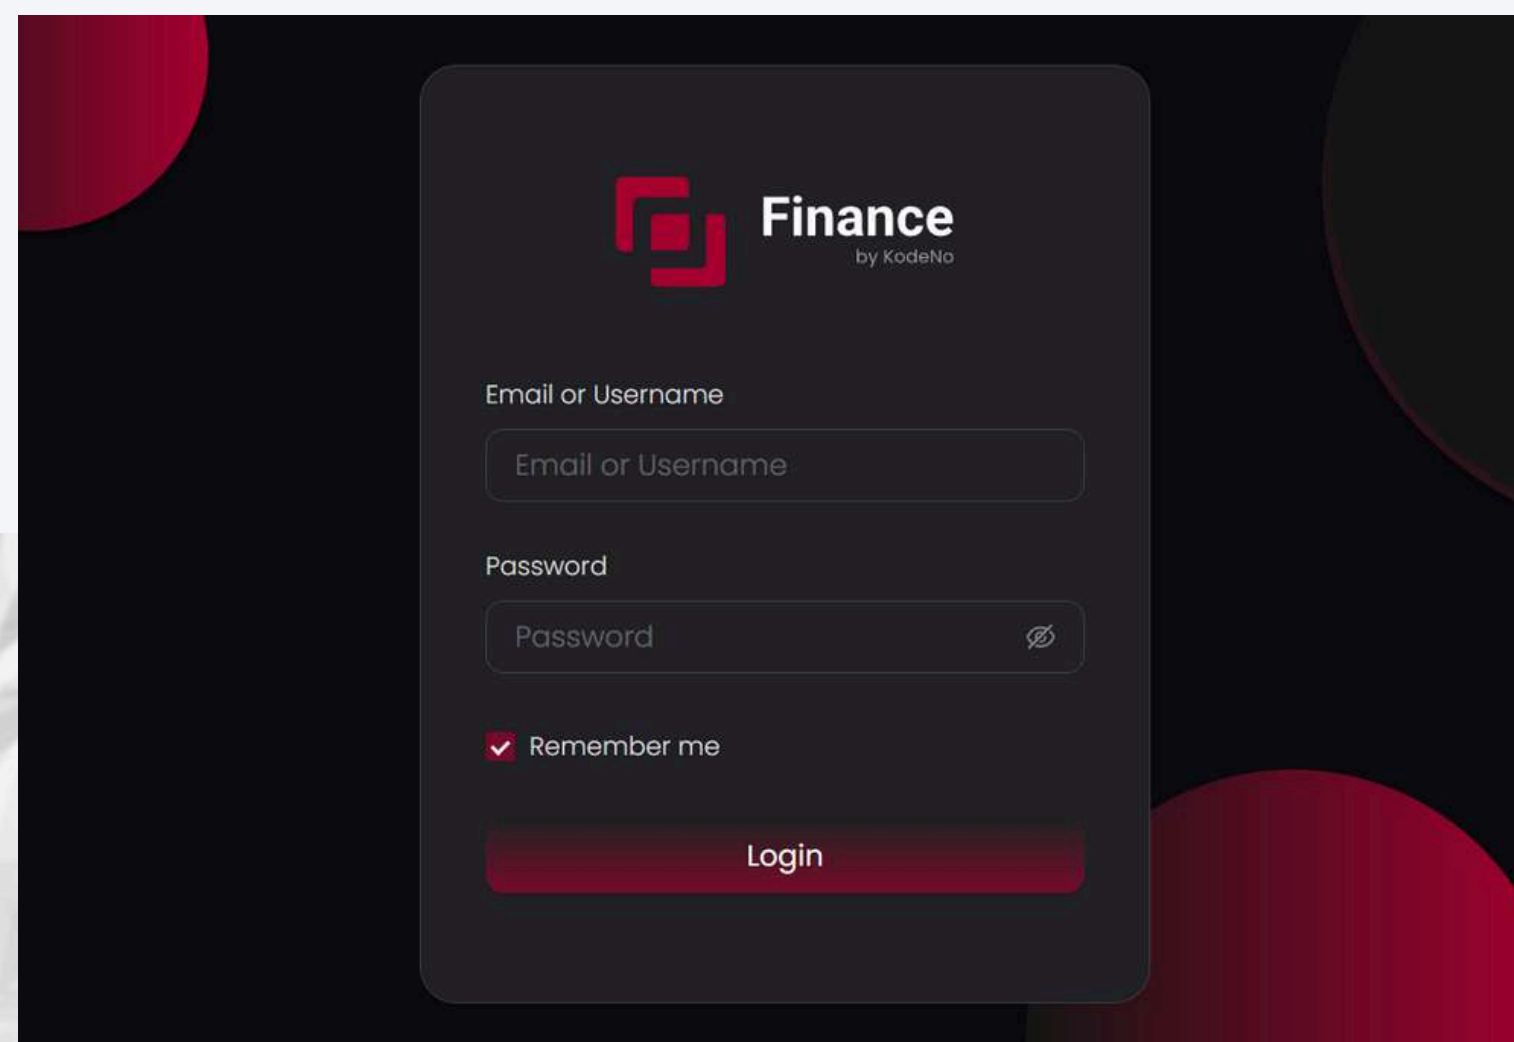 Finance
by KodeNo
Email or Username
Email or Username
Password
Password
Remember me
Login